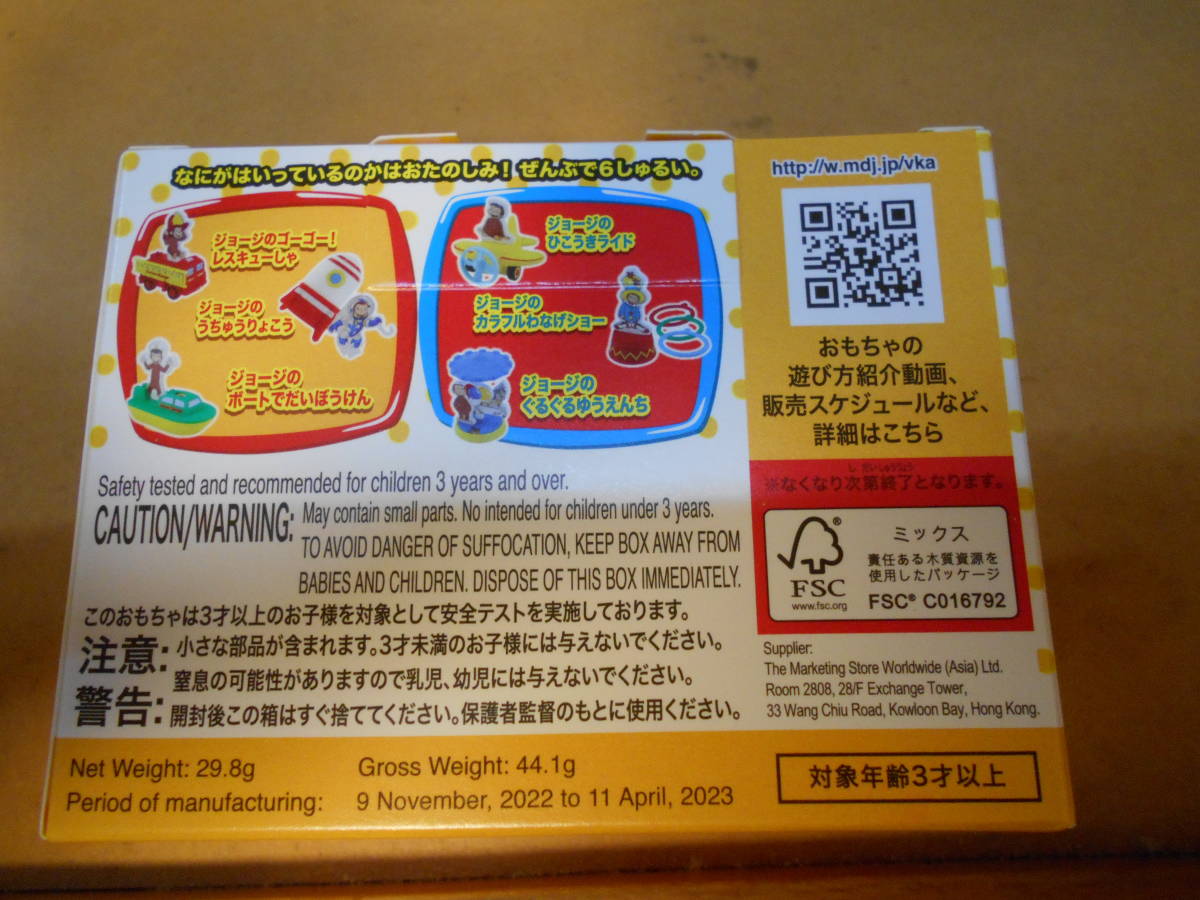 なにがはいっているのかはおたのしみ！ぜんぶで6しゅるい。
ジョージのゴーゴー！
レスキューしゃ
ジョージの
うちゅうりょこう
ジョージの
ボートでだいぼうけん
ジョージの
ひこうきライド
ジョージの
カラフルわなげショー
ジョージの
ぐるぐるゆうえんち
http://w.mdj.jp/vka
おもちゃの
遊び方紹介動画、
販売スケジュールなど、
詳細はこちら
し だいしゅうりょう
※なくなり次第終了となります。
FSC®
www.fsc.org
ミックス
責任ある木質資源を
使用したパッケージ
FSC® C016792
Safety tested and recommended for children 3 years and over.
CAUTION/WARNING: May contain small parts. No intended for children under 3 years.
TO AVOID DANGER OF SUFFOCATION, KEEP BOX AWAY FROM
BABIES AND CHILDREN. DISPOSE OF THIS BOX IMMEDIATELY.
このおもちゃは3才以上のお子様を対象として安全テストを実施しております。
注意: 小さな部品が含まれます。3才未満のお子様には与えないでください。
警告: 窒息の可能性がありますので乳児、幼児には与えないでください。
開封後この箱はすぐ捨ててください。保護者監督のもとに使用ください。
Supplier:
The Marketing Store Worldwide (Asia) Ltd.
Room 2808, 28/F Exchange Tower,
33 Wang Chiu Road, Kowloon Bay, Hong Kong.
Net Weight: 29.8g Gross Weight: 44.1g
Period of manufacturing: 9 November, 2022 to 11 April, 2023
対象年齢3才以上